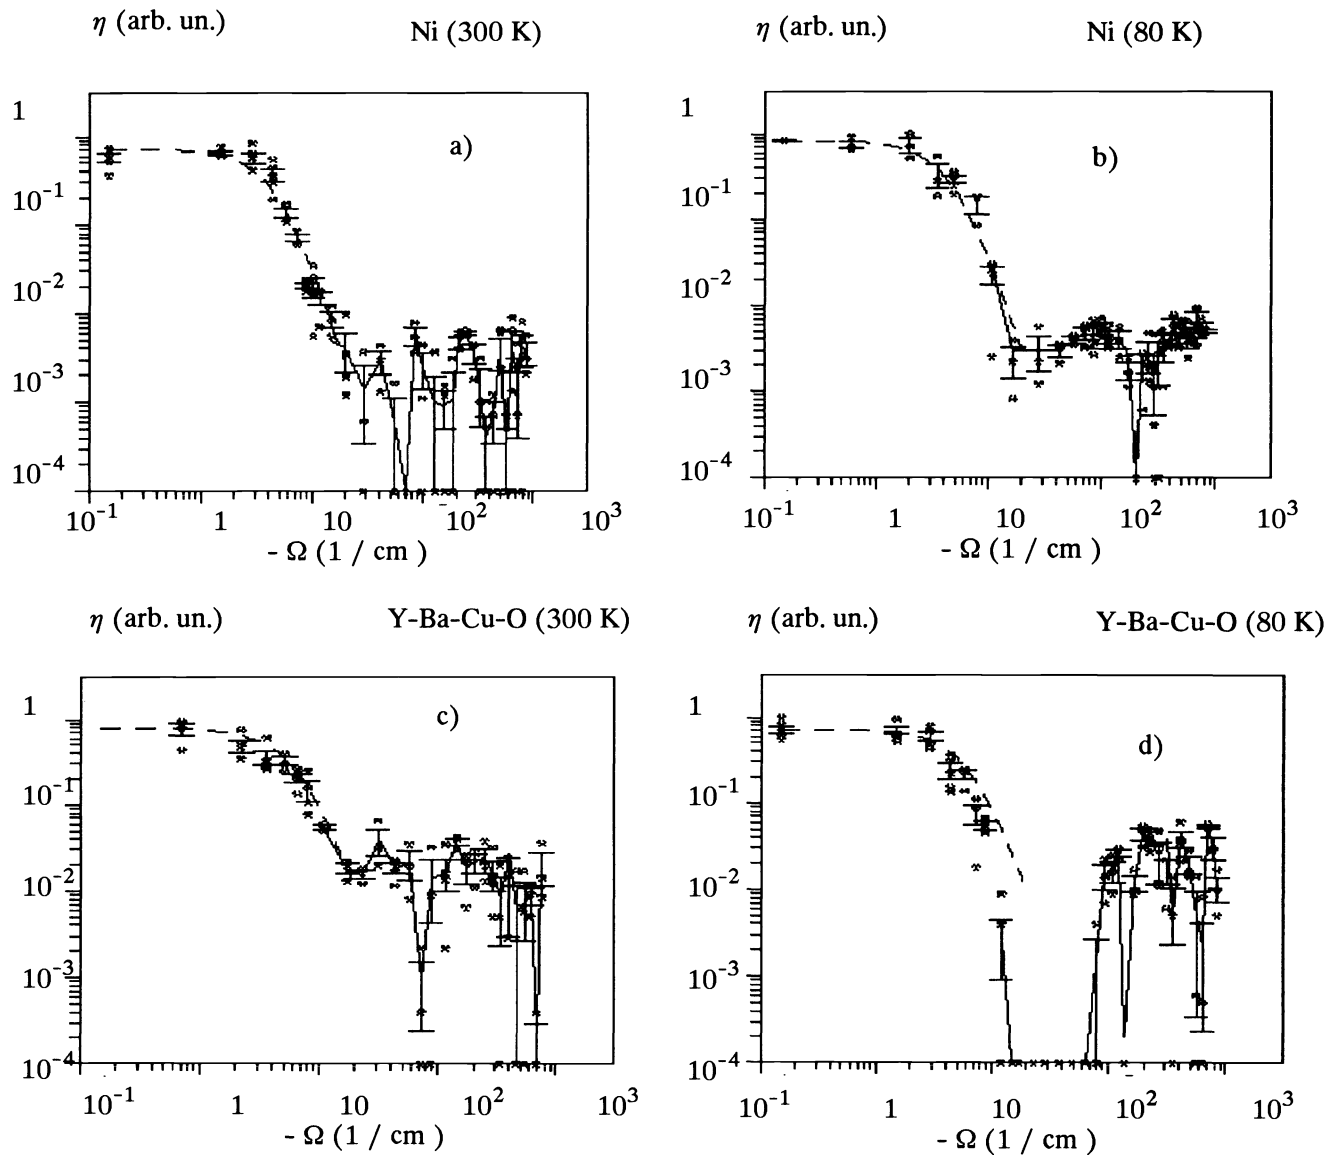 η (arb. un.) Ni (300 K)
a)
1
10⁻¹
10⁻²
10⁻³
10⁻⁴
10⁻¹ 1 10 10² 10³
- Ω (1 / cm )
η (arb. un.) Ni (80 K)
b)
1
10⁻¹
10⁻²
10⁻³
10⁻⁴
10⁻¹ 1 10 10² 10³
- Ω (1 / cm )
η (arb. un.) Y-Ba-Cu-O (300 K)
c)
1
10⁻¹
10⁻²
10⁻³
10⁻⁴
10⁻¹ 1 10 10² 10³
- Ω (1 / cm )
η (arb. un.) Y-Ba-Cu-O (80 K)
d)
1
10⁻¹
10⁻²
10⁻³
10⁻⁴
10⁻¹ 1 10 10² 10³
- Ω (1 / cm )